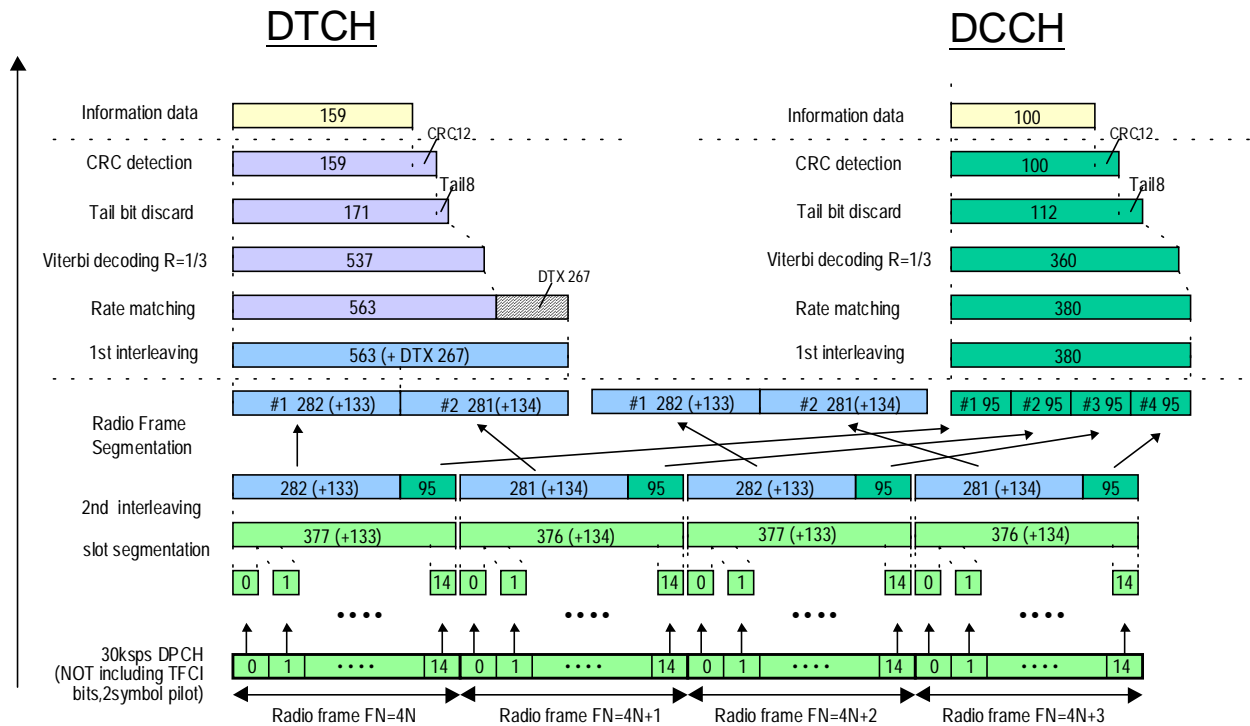 DTCH
DCCH
Information data
159
Information data
100
CRC12
CRC12
CRC detection
159
CRC detection
100
Tail8
Tail8
Tail bit discard
171
Tail bit discard
112
Viterbi decoding R=1/3
537
Viterbi decoding R=1/3
360
DTX 267
Rate matching
563
Rate matching
380
1st interleaving
563 (+ DTX 267)
1st interleaving
380
Radio Frame
Segmentation
#1 282 (+133)
#2 281(+134)
#1 282 (+133)
#2 281(+134)
#1 95
#2 95
#3 95
#4 95
282 (+133)
95
281 (+134)
95
282 (+133)
95
281 (+134)
95
2nd interleaving
377 (+133)
376 (+134)
377 (+133)
376 (+134)
slot segmentation
0
1
14
0
1
14
0
1
14
0
1
14
•••• •••• •••• ••••
30ksps DPCH
(NOT including TFCI
bits,2symbol pilot)
0
1
••••
14
0
1
••••
14
0
1
••••
14
0
1
••••
14
Radio frame FN=4N
Radio frame FN=4N+1
Radio frame FN=4N+2
Radio frame FN=4N+3